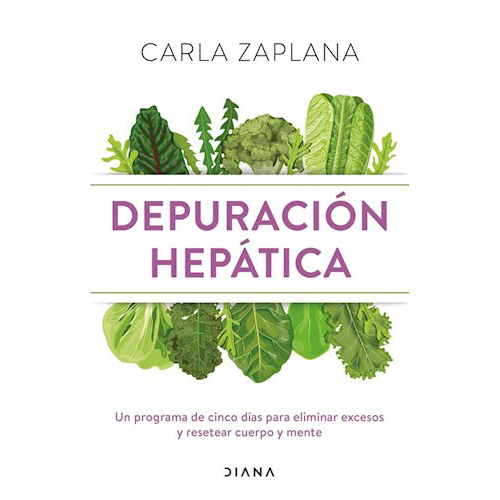 CARLA ZAPLANA
DEPURACIÓN
HEPÁTICA
Un programa de cinco días para eliminar excesos
y resetear cuerpo y mente
DIANA